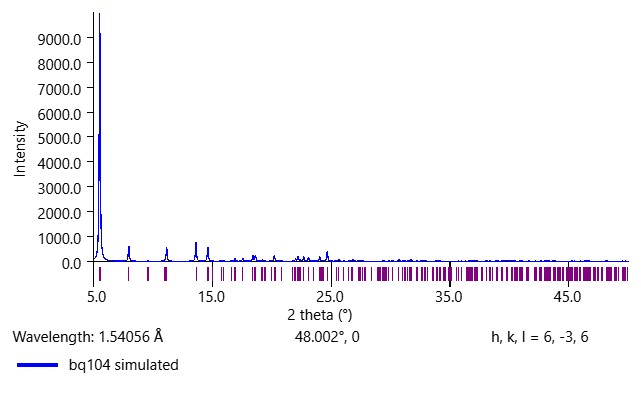 9000.0
8000.0
7000.0
6000.0
5000.0
4000.0
3000.0
2000.0
1000.0
0.0
Intensity
5.0 15.0 25.0 35.0 45.0
2 theta (°)
Wavelength: 1.54056 Å 48.002°, 0 h, k, l = 6, -3, 6
bq104 simulated